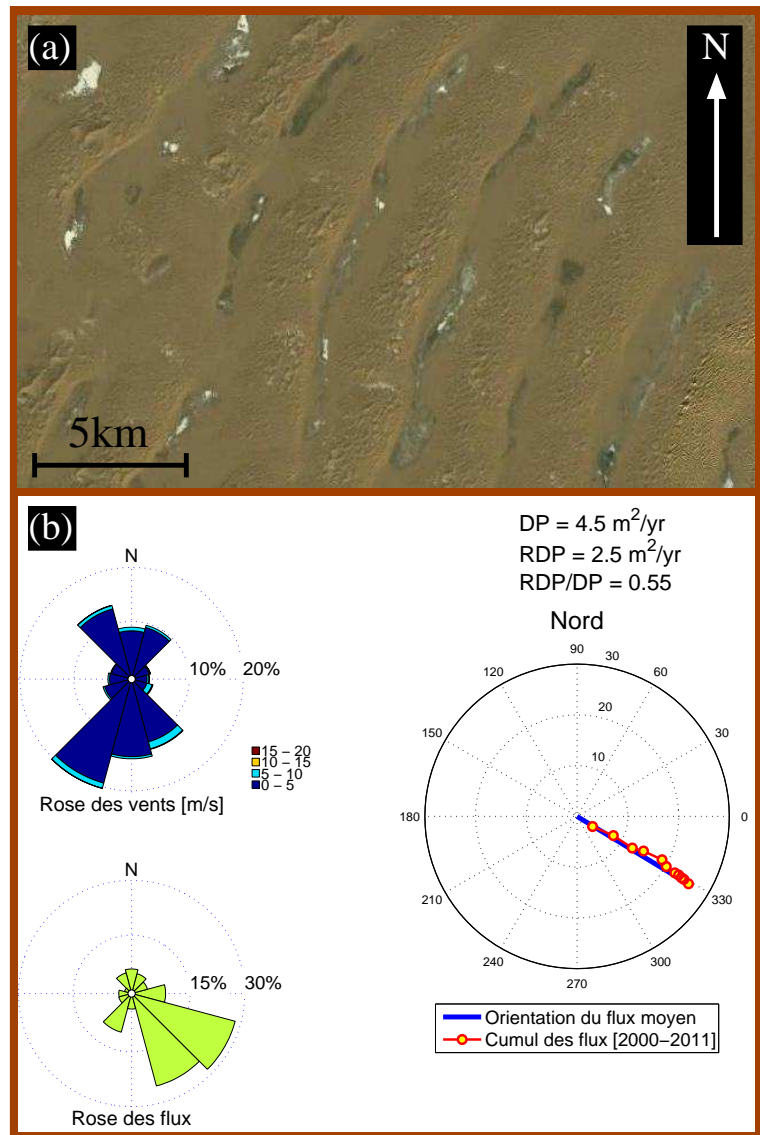 (a)
N
5km
(b)
DP = 4.5 m²/yr
RDP = 2.5 m²/yr
RDP/DP = 0.55
N
10% 20%
15 − 20
10 − 15
5 − 10
0 − 5
Rose des vents [m/s]
Nord
90
30
120
60
20
150
30
10
180
0
210
330
240
300
270
N
15% 30%
Rose des flux
Orientation du flux moyen
Cumul des flux [2000−2011]